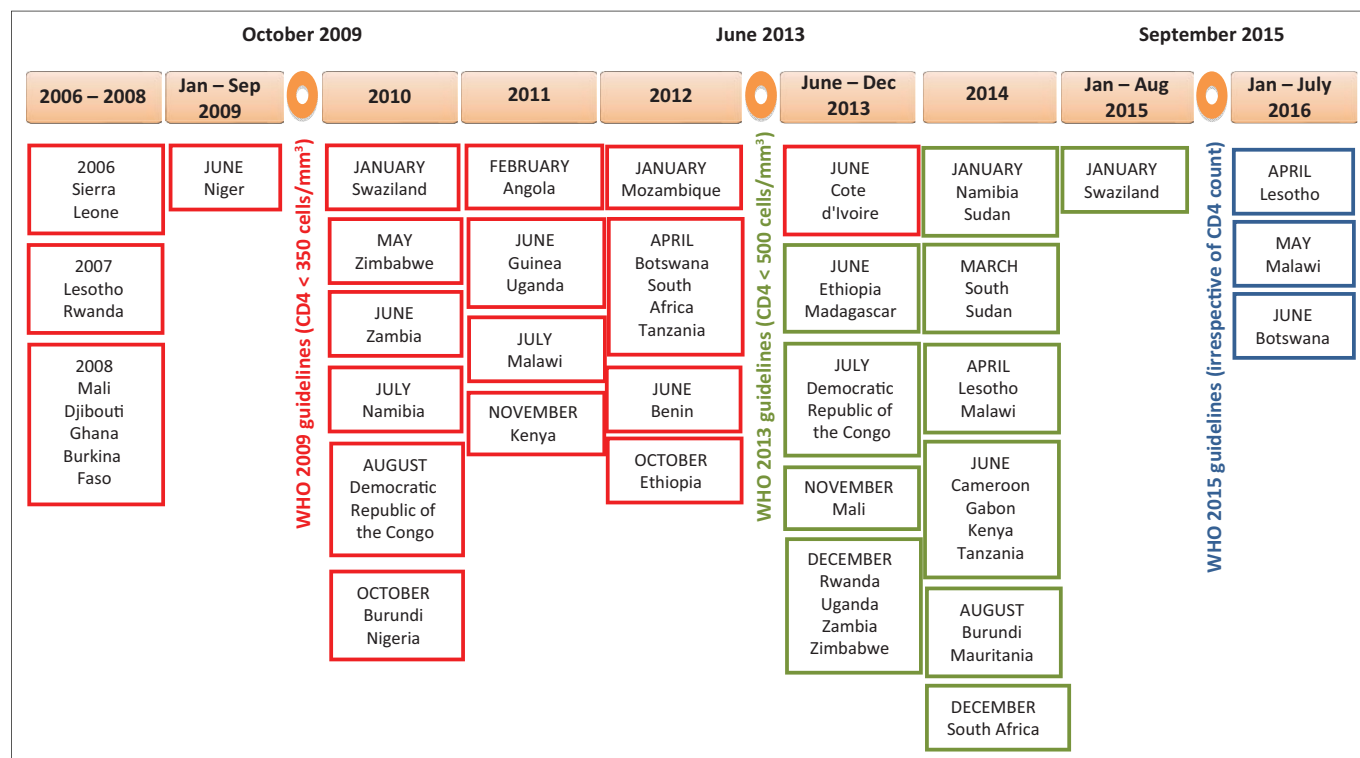 October 2009
June 2013
September 2015
2006 – 2008
Jan – Sep
2009
2010
2011
2012
June – Dec
2013
2014
Jan – Aug
2015
Jan – July
2016
2006
Sierra
Leone
2007
Lesotho
Rwanda
2008
Mali
Djibouti
Ghana
Burkina
Faso
JUNE
Niger
WHO 2009 guidelines (CD4 < 350 cells/mm³)
JANUARY
Swaziland
MAY
Zimbabwe
JUNE
Zambia
JULY
Namibia
AUGUST
Democratic
Republic of
the Congo
OCTOBER
Burundi
Nigeria
FEBRUARY
Angola
JUNE
Guinea
Uganda
JULY
Malawi
NOVEMBER
Kenya
JANUARY
Mozambique
APRIL
Botswana
South
Africa
Tanzania
JUNE
Benin
OCTOBER
Ethiopia
WHO 2013 guidelines (CD4 < 500 cells/mm³)
JUNE
Cote
d'Ivoire
JUNE
Ethiopia
Madagascar
JULY
Democratic
Republic of
the Congo
NOVEMBER
Mali
DECEMBER
Rwanda
Uganda
Zambia
Zimbabwe
JANUARY
Namibia
Sudan
MARCH
South
Sudan
APRIL
Lesotho
Malawi
JUNE
Cameroon
Gabon
Kenya
Tanzania
AUGUST
Burundi
Mauritania
DECEMBER
South Africa
JANUARY
Swaziland
WHO 2015 guidelines (irrespective of CD4 count)
APRIL
Lesotho
MAY
Malawi
JUNE
Botswana